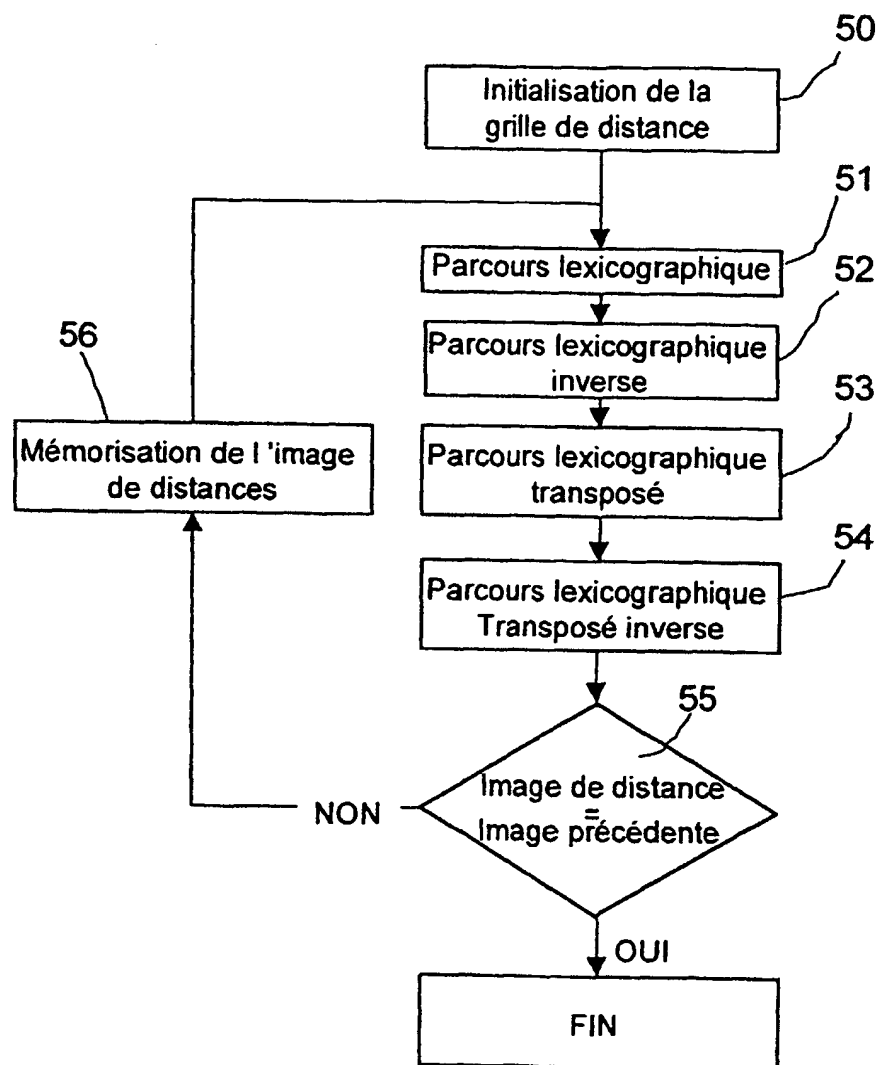 50
Initialisation de la
grille de distance
51
Parcours lexicographique
52
Parcours lexicographique
inverse
56
Mémorisation de l 'image
de distances
53
Parcours lexicographique
transposé
54
Parcours lexicographique
Transposé inverse
55
Image de distance
=
Image précédente
NON
OUI
FIN